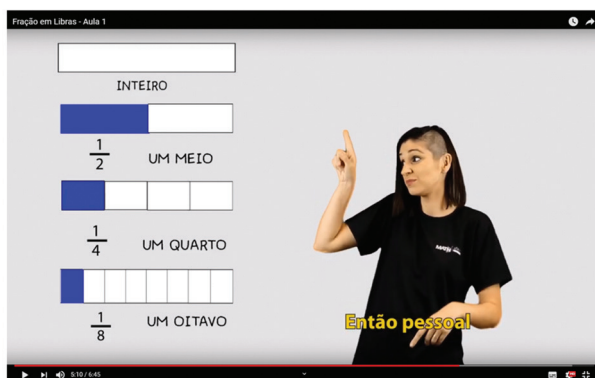 Fração em Libras - Aula 1
INTEIRO
1
2
UM MEIO
1
4
UM QUARTO
1
8
UM OITAVO
Então pessoal
5:10 / 6:45